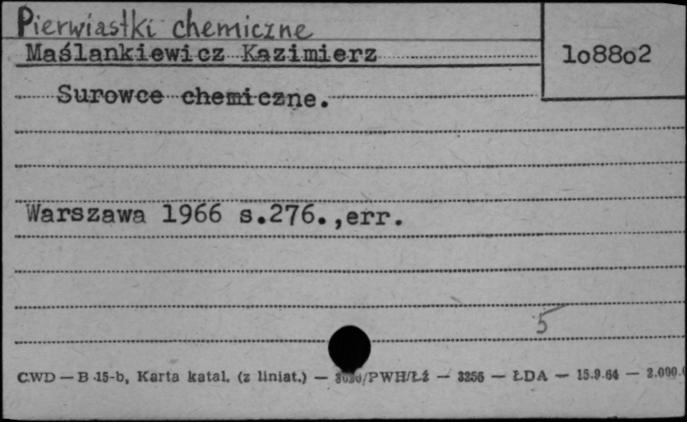 Pierwiastki chemiczne
Maślankiewicz Kazimierz
1o88o2
Surowce chemiczne.
Warszawa 1966 s.276.,err.
5
CWD — B 15-b, Karta katal. (z liniat.) — /PWH/Łź — 3256 — ŁDA — 15.9.64 — 2.000.